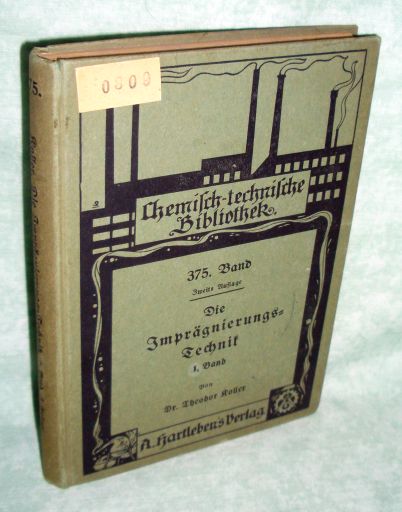 0809
Chemisch-technische
Bibliothek.
375. Band
Zweite Auflage
Die
Imprägnierungs-
Technik
1. Band
Von
Dr. Theodor Koller
A. Hartleben's Verlag